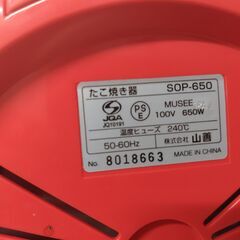 たこ焼き器 SOP-650
JQA
JQ10191
PS
E
MUSEE
100V 650W
温度ヒューズ 240℃
50-60Hz
株式会社 山善
No. 8018663 MADE IN CHINA